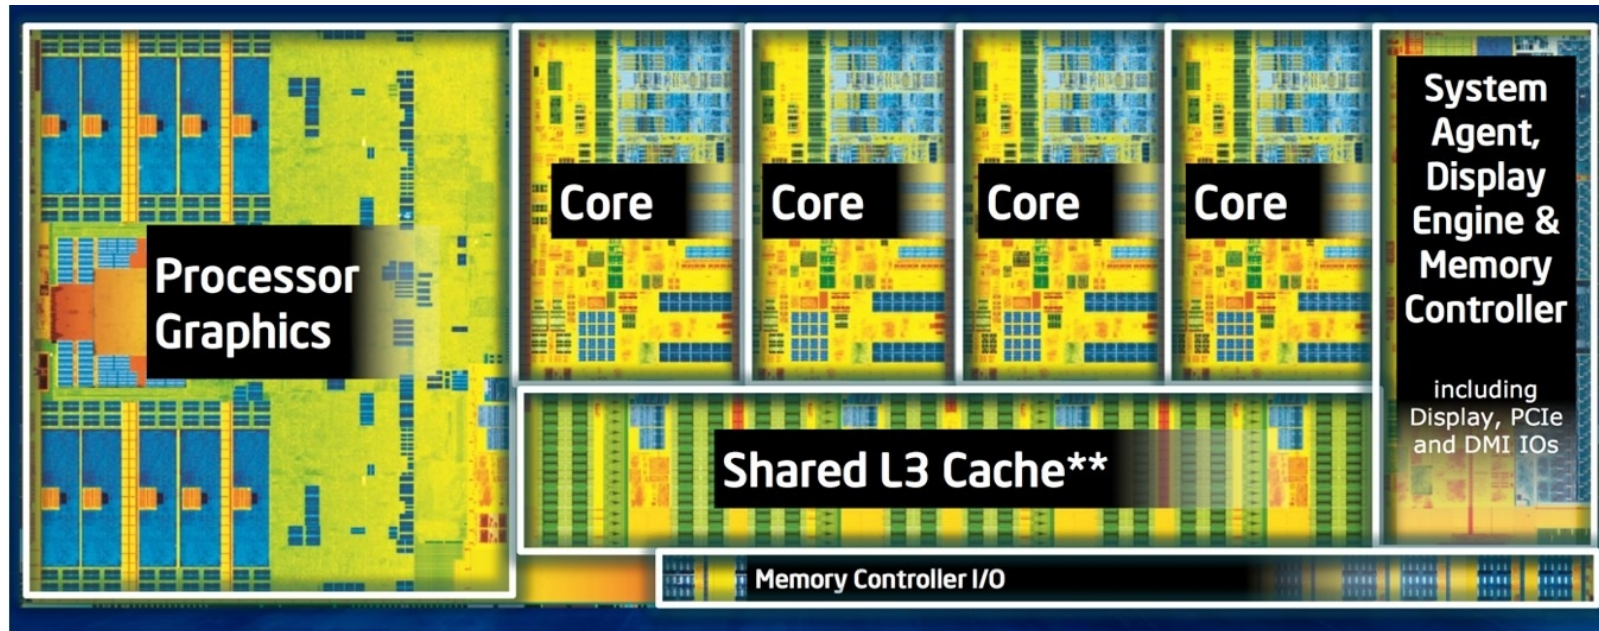 Processor
Graphics
Core
Core
Core
Core
System
Agent,
Display
Engine &
Memory
Controller
including
Display, PCIe
and DMI IOs
Shared L3 Cache**
Memory Controller I/O